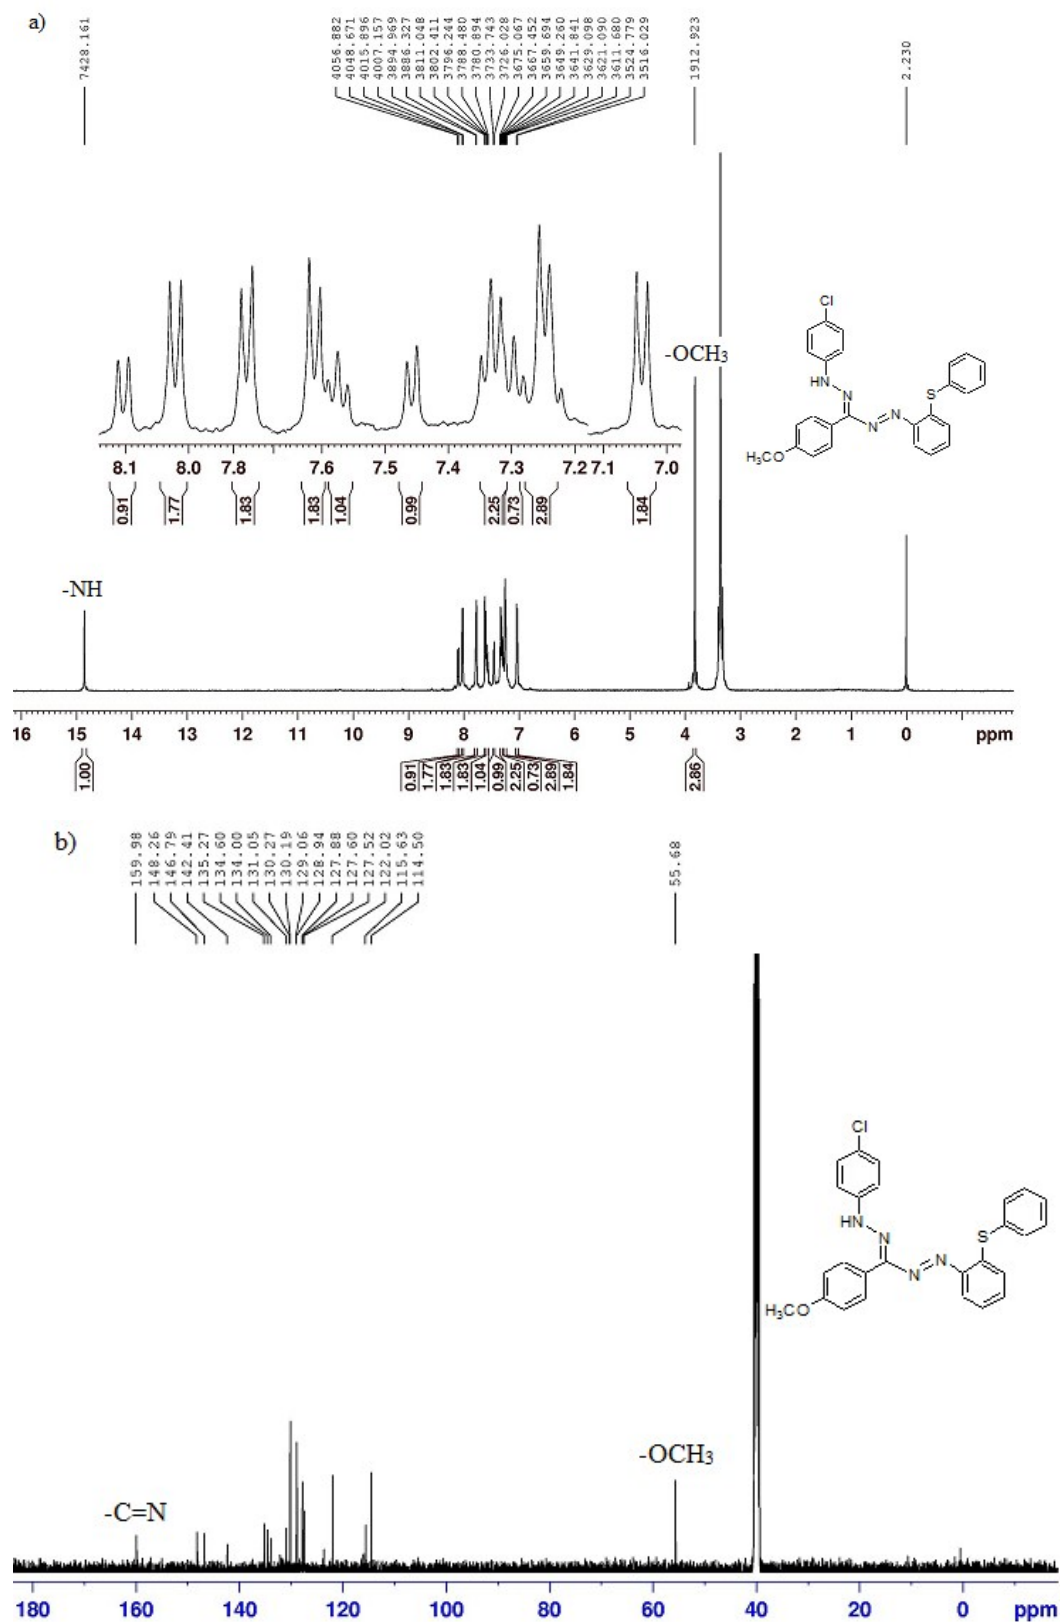 a)
7428.161
4056.882
4048.671
4015.896
4007.157
3894.969
3886.327
3811.048
3802.411
3796.244
3788.480
3780.894
3733.743
3726.028
3675.067
3667.452
3659.694
3649.260
3641.841
3629.098
3621.090
3611.680
3524.779
3516.029
1912.923
2.230
Cl
-OCH3
HN
N
S
N
N
H3CO
8.1 8.0 7.8 7.6 7.5 7.4 7.3 7.2 7.1 7.0
0.91 1.77 1.83 1.83 1.04 0.99 2.25 0.73 2.89 1.84
-NH
16 15 14 13 12 11 10 9 8 7 6 5 4 3 2 1 0 ppm
1.00 0.91 1.77 1.83 1.83 1.04 0.99 2.25 0.73 2.89 1.84 2.86
b)
159.98
148.26
146.79
142.41
135.27
134.60
134.00
131.05
130.27
130.19
129.06
128.94
127.88
127.60
127.52
122.02
115.63
114.50
55.68
Cl
HN
N
S
N
N
H3CO
-OCH3
-C=N
180 160 140 120 100 80 60 40 20 0 ppm